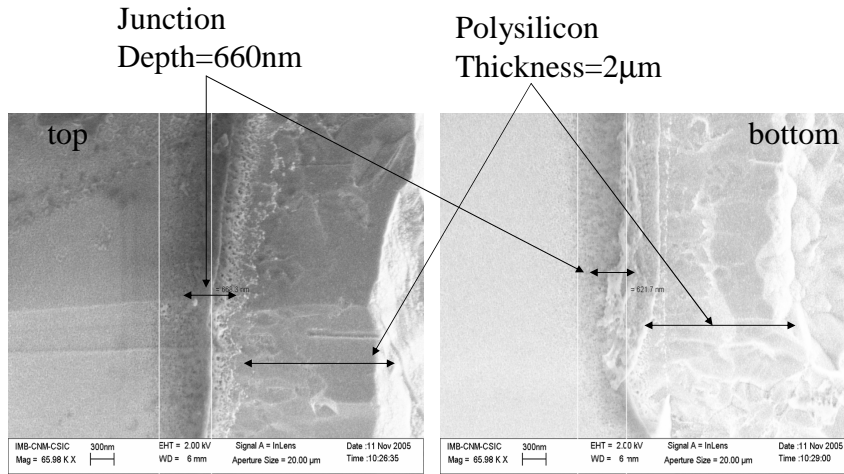 Junction
Depth=660nm
Polysilicon
Thickness=2μm
top
bottom
= 621.7 nm
IMB-CNM-CSIC
Mag = 65.98 K X
300nm
EHT = 2.00 kV
WD = 6 mm
Signal A = InLens
Aperture Size = 20.00 μm
Date :11 Nov 2005
Time :10:26:35
IMB-CNM-CSIC
Mag = 65.98 K X
300nm
EHT = 2.00 kV
WD = 6 mm
Signal A = InLens
Aperture Size = 20.00 μm
Date :11 Nov 2005
Time :10:29:00